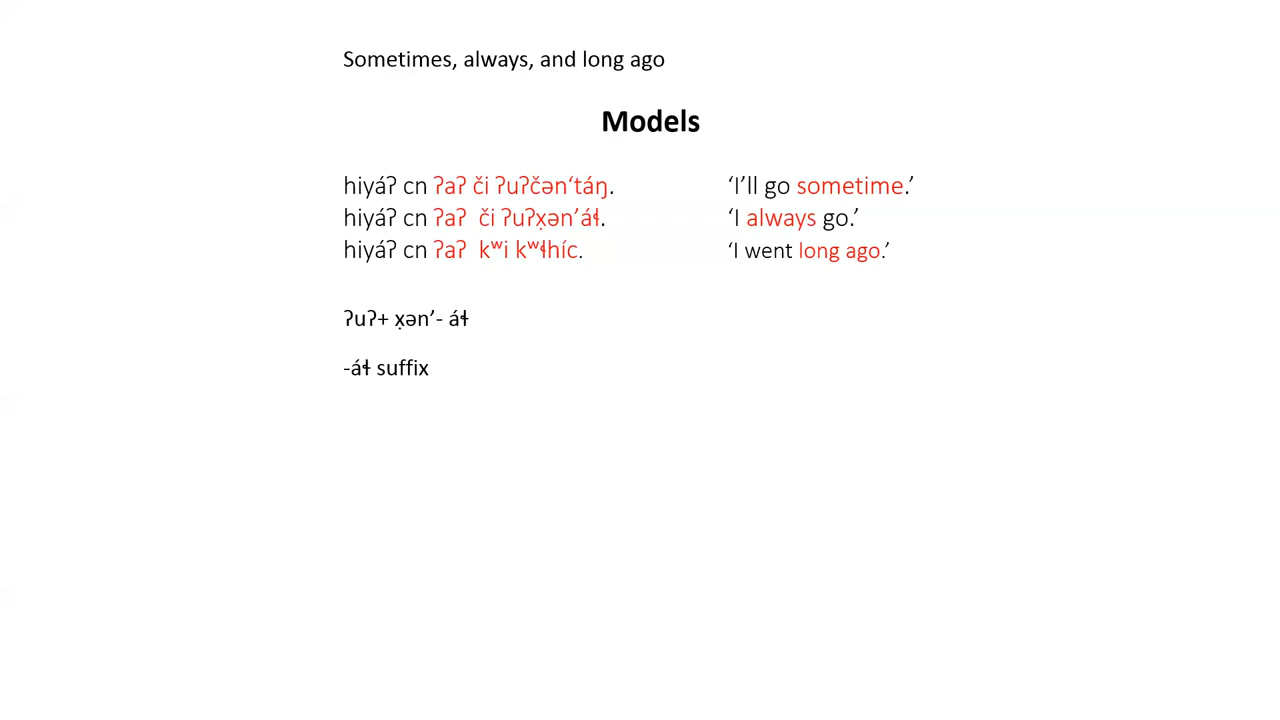 Sometimes, always, and long ago
Models
hiyáʔ cn ʔaʔ či ʔuʔčən‘táŋ. ‘I’ll go sometime.’
hiyáʔ cn ʔaʔ či ʔuʔx̣ən’áɬ. ‘I always go.’
hiyáʔ cn ʔaʔ kʷi kʷɬhíc. ‘I went long ago.’
ʔuʔ+ x̣ən’- áɬ
-áɬ suffix